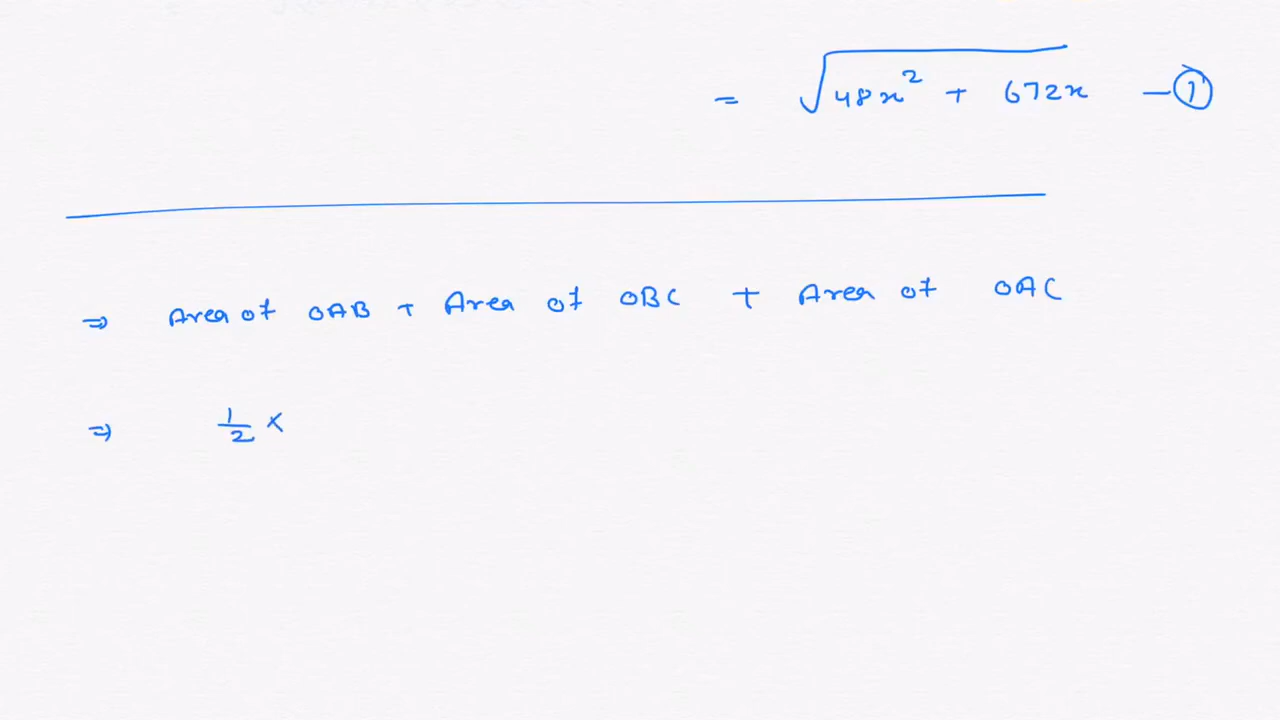 = √48x² + 672x — ①
⇒ Area of OAB + Area of OBC + Area of OAC
⇒ 1/2 ×